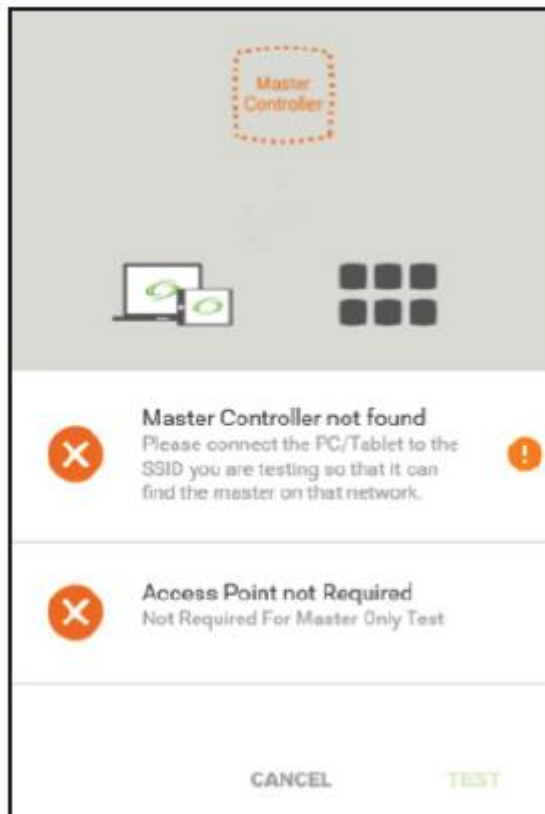 Master
Controller
Master Controller not found
Please connect the PC/Tablet to the
SSID you are testing so that it can
find the master on that network.
Access Point not Required
Not Required For Master Only Test
CANCEL
TEST